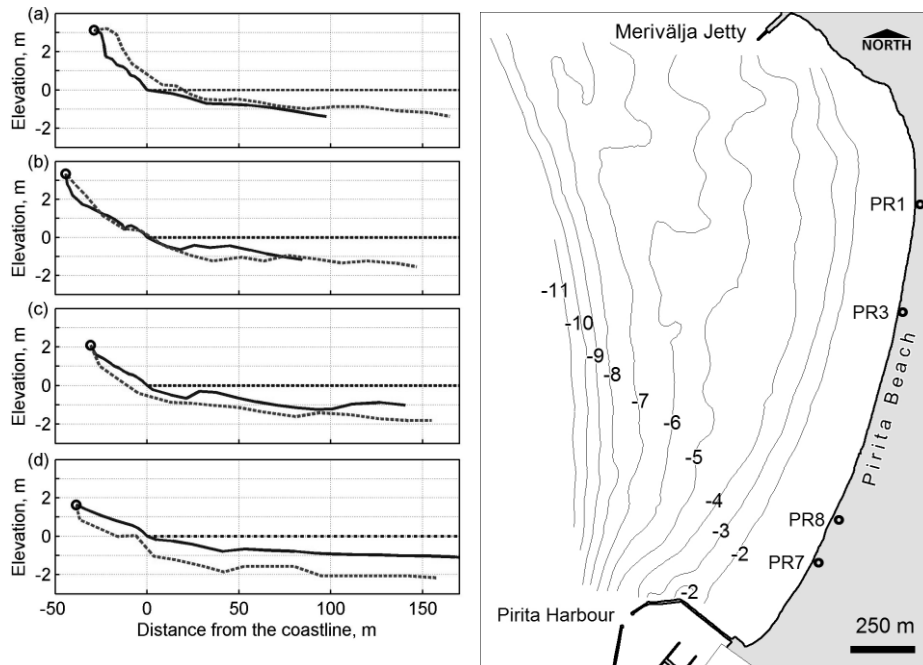 (a)
Elevation, m
2
0
-2
(b)
Elevation, m
2
0
-2
(c)
Elevation, m
2
0
-2
(d)
Elevation, m
2
0
-2
-50 0 50 100 150
Distance from the coastline, m
Merivälja Jetty
NORTH
PR1
PR3
Pirita Beach
PR8
PR7
-11
-10
-9
-8
-7
-6
-5
-4
-3
-2
-2
Pirita Harbour
250 m